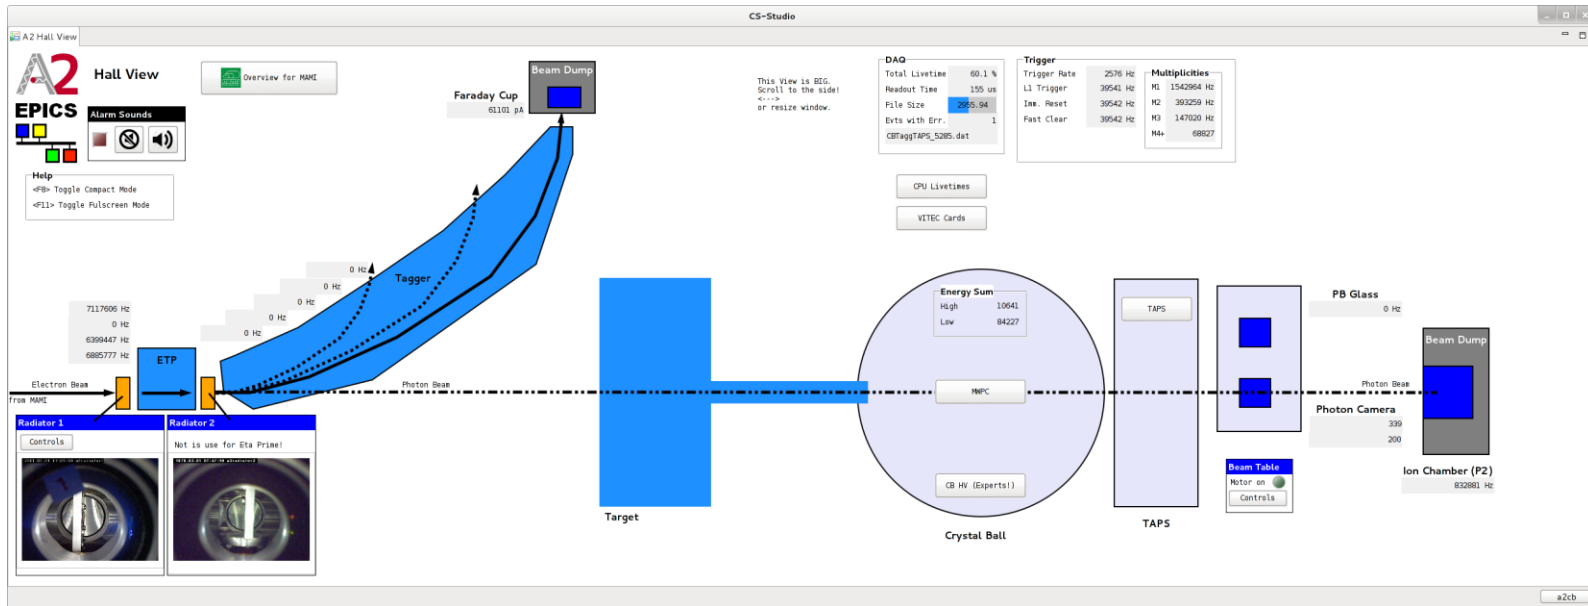 CS-Studio
A2 Hall View
A2
Hall View
Overview for MAMI
EPICS
Alarm Sounds
Help
<F8> Toggle Compact Mode
<F11> Toggle Fulscreen Mode
Faraday Cup
61101 pA
Beam Dump
This View is BIG.
Scroll to the side!
<--->
or resize window.
DAQ
Total Livetime 60.1 %
Readout Time 155 us
File Size 2955.94
Evts with Err. 1
CBTaggTAPS_5285.dat
Trigger
Trigger Rate 2576 Hz
L1 Trigger 39541 Hz
Imm. Reset 39542 Hz
Fast Clear 39542 Hz
Multiplicities
M1 1542964 Hz
M2 393259 Hz
M3 147020 Hz
M4+ 68827
CPU Livetimes
VITEC Cards
Tagger
0 Hz
0 Hz
0 Hz
0 Hz
0 Hz
7117606 Hz
0 Hz
6399447 Hz
6885777 Hz
ETP
Electron Beam
from MAMI
Photon Beam
Radiator 1
Controls
Radiator 2
Not is use for Eta Prime!
Target
Energy Sum
High 10641
Low 84227
MWPC
CB HV (Experts!)
Crystal Ball
TAPS
TAPS
PB Glass
0 Hz
Photon Beam
Photon Camera
339
200
Beam Table
Motor on
Controls
Beam Dump
Ion Chamber (P2)
832881 Hz
a2cb